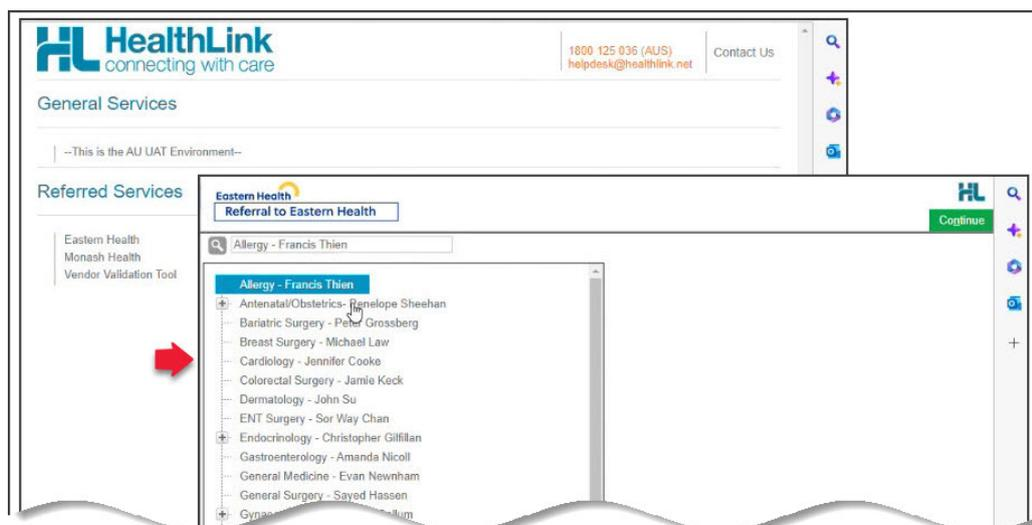 HL HealthLink
connecting with care
1800 125 036 (AUS)
helpdesk@healthlink.net
Contact Us
General Services
--This is the AU UAT Environment--
Referred Services
Eastern Health
Monash Health
Vendor Validation Tool
Eastern Health
HL
Referral to Eastern Health
Continue
Allergy - Francis Thien
Allergy - Francis Thien
Antenatal/Obstetrics- Penelope Sheehan
Bariatric Surgery - Peter Grossberg
Breast Surgery - Michael Law
Cardiology - Jennifer Cooke
Colorectal Surgery - Jamie Keck
Dermatology - John Su
ENT Surgery - Sor Way Chan
Endocrinology - Christopher Gilfillan
Gastroenterology - Amanda Nicoll
General Medicine - Evan Newnham
General Surgery - Sayed Hassen